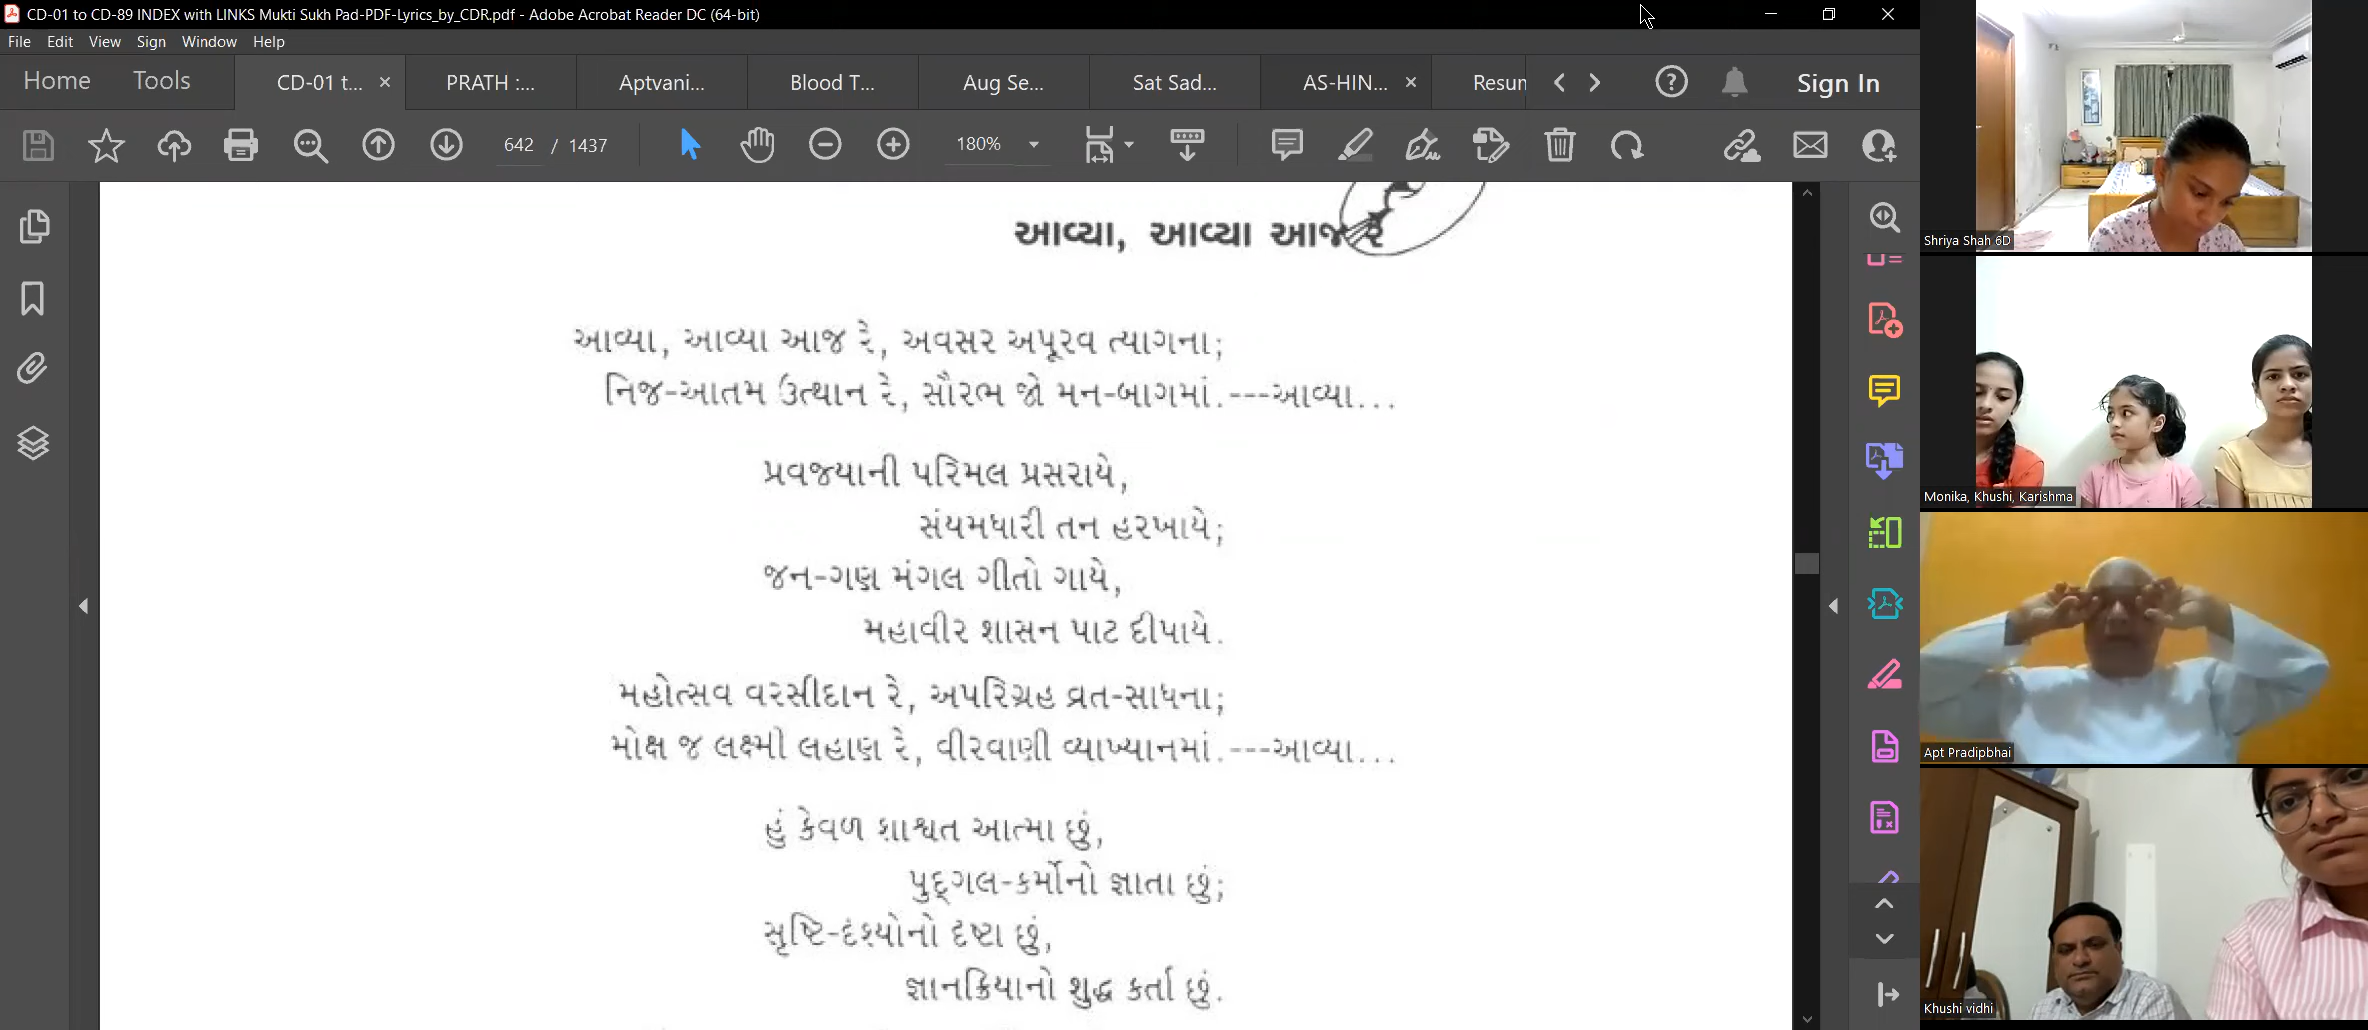 CD-01 to CD-89 INDEX with LINKS Mukti Sukh Pad-PDF-Lyrics_by_CDR.pdf - Adobe Acrobat Reader DC (64-bit)
File Edit View Sign Window Help
Home Tools CD-01 t... × PRATH :... Aptvani... Blood T... Aug Se... Sat Sad... AS-HIN... × Resun Sign In
642 / 1437 180%
આવ્યા, આવ્યા આજ રે
આવ્યા, આવ્યા આજ રે, અવસર અપૂરવ ત્યાગના;
નિજ-આતમ ઉત્થાન રે, સૌરભ જો મન-બાગમાં.---આવ્યા...
પ્રવજ્યાની પરિમલ પ્રસરાયે,
સંયમધારી તન હરખાયે;
જન-ગણ મંગલ ગીતો ગાયે,
મહાવીર શાસન પાટ દીપાયે.
મહોત્સવ વરસીદાન રે, અપરિગ્રહ વ્રત-સાધના;
મોક્ષ જ લક્ષ્મી લહાણ રે, વીરવાણી વ્યાખ્યાનમાં.---આવ્યા...
હું કેવળ શાશ્વત આત્મા છું,
પુદ્ગલ-કર્મોનો જ્ઞાતા છું;
સૃષ્ટિ-દૃશ્યોનો દૃષ્ટા છું,
જ્ઞાનક્રિયાનો શુદ્ધ કર્તા છું.
Shriya Shah 6D
Monika, Khushi, Karishma
Apt Pradipbhai
Khushi vidhi